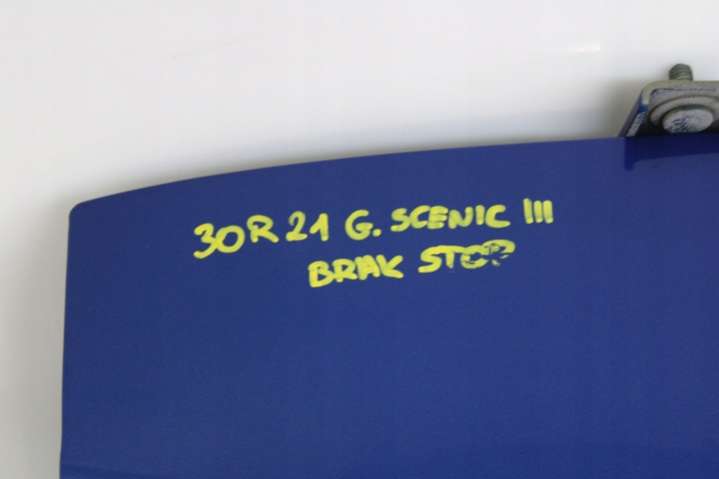 30R21 G. SCENIC III
BRAK STOP